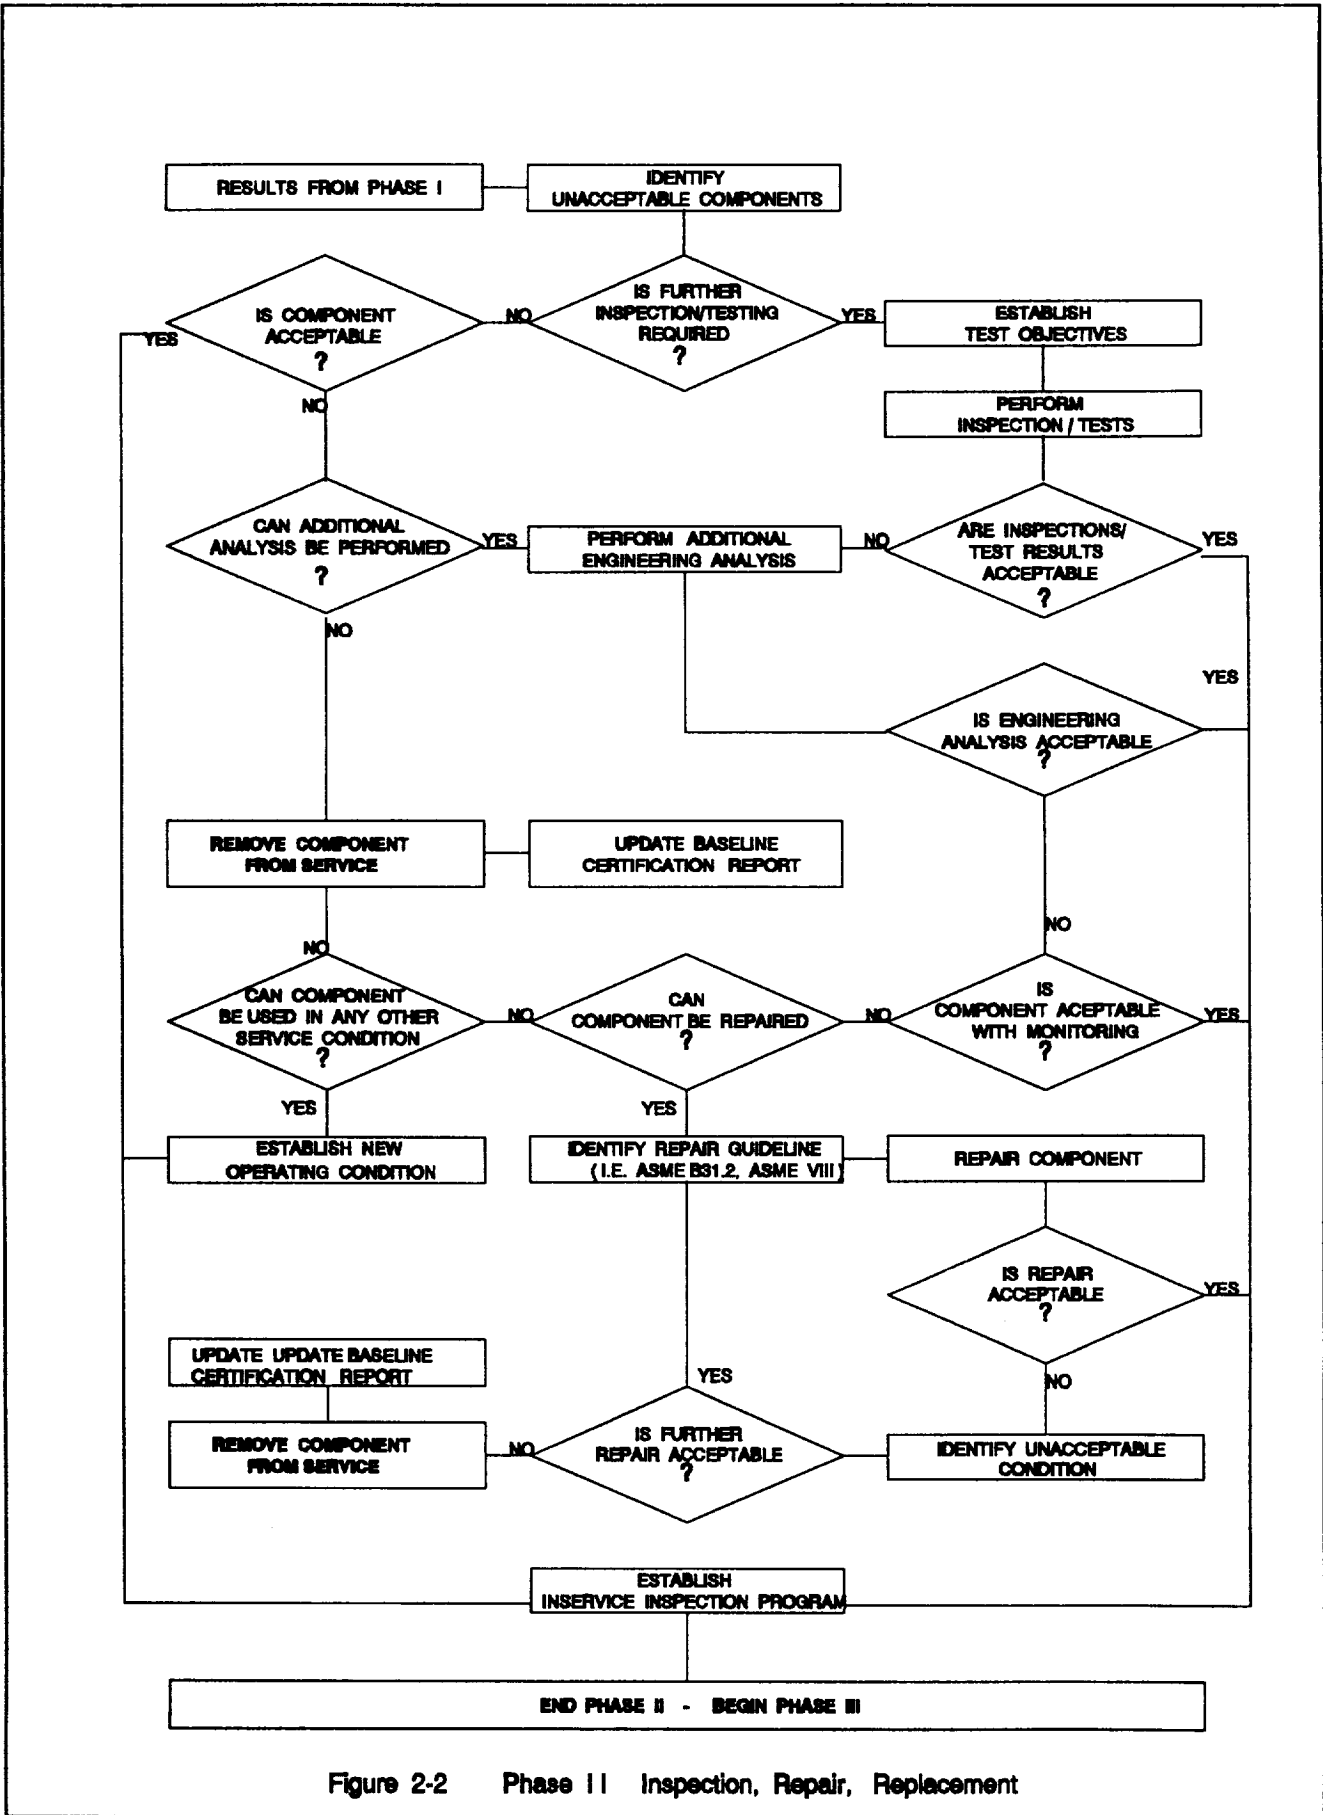 RESULTS FROM PHASE I
IDENTIFY
UNACCEPTABLE COMPONENTS
IS COMPONENT
ACCEPTABLE
?
YES
NO
NO
IS FURTHER
INSPECTION/TESTING
REQUIRED
?
YES
ESTABLISH
TEST OBJECTIVES
PERFORM
INSPECTION / TESTS
CAN ADDITIONAL
ANALYSIS BE PERFORMED
?
YES
NO
PERFORM ADDITIONAL
ENGINEERING ANALYSIS
NO
ARE INSPECTIONS/
TEST RESULTS
ACCEPTABLE
?
YES
IS ENGINEERING
ANALYSIS ACCEPTABLE
?
YES
NO
REMOVE COMPONENT
FROM SERVICE
UPDATE BASELINE
CERTIFICATION REPORT
NO
CAN COMPONENT
BE USED IN ANY OTHER
SERVICE CONDITION
?
NO
YES
CAN
COMPONENT BE REPAIRED
?
NO
YES
IS
COMPONENT ACEPTABLE
WITH MONITORING
?
YES
ESTABLISH NEW
OPERATING CONDITION
IDENTIFY REPAIR GUIDELINE
( I.E. ASME B31.2, ASME VIII)
REPAIR COMPONENT
IS REPAIR
ACCEPTABLE
?
YES
NO
UPDATE UPDATE BASELINE
CERTIFICATION REPORT
REMOVE COMPONENT
FROM SERVICE
NO
YES
IS FURTHER
REPAIR ACCEPTABLE
?
IDENTIFY UNACCEPTABLE
CONDITION
ESTABLISH
INSERVICE INSPECTION PROGRAM
END PHASE II - BEGIN PHASE III
Figure 2-2 Phase II Inspection, Repair, Replacement